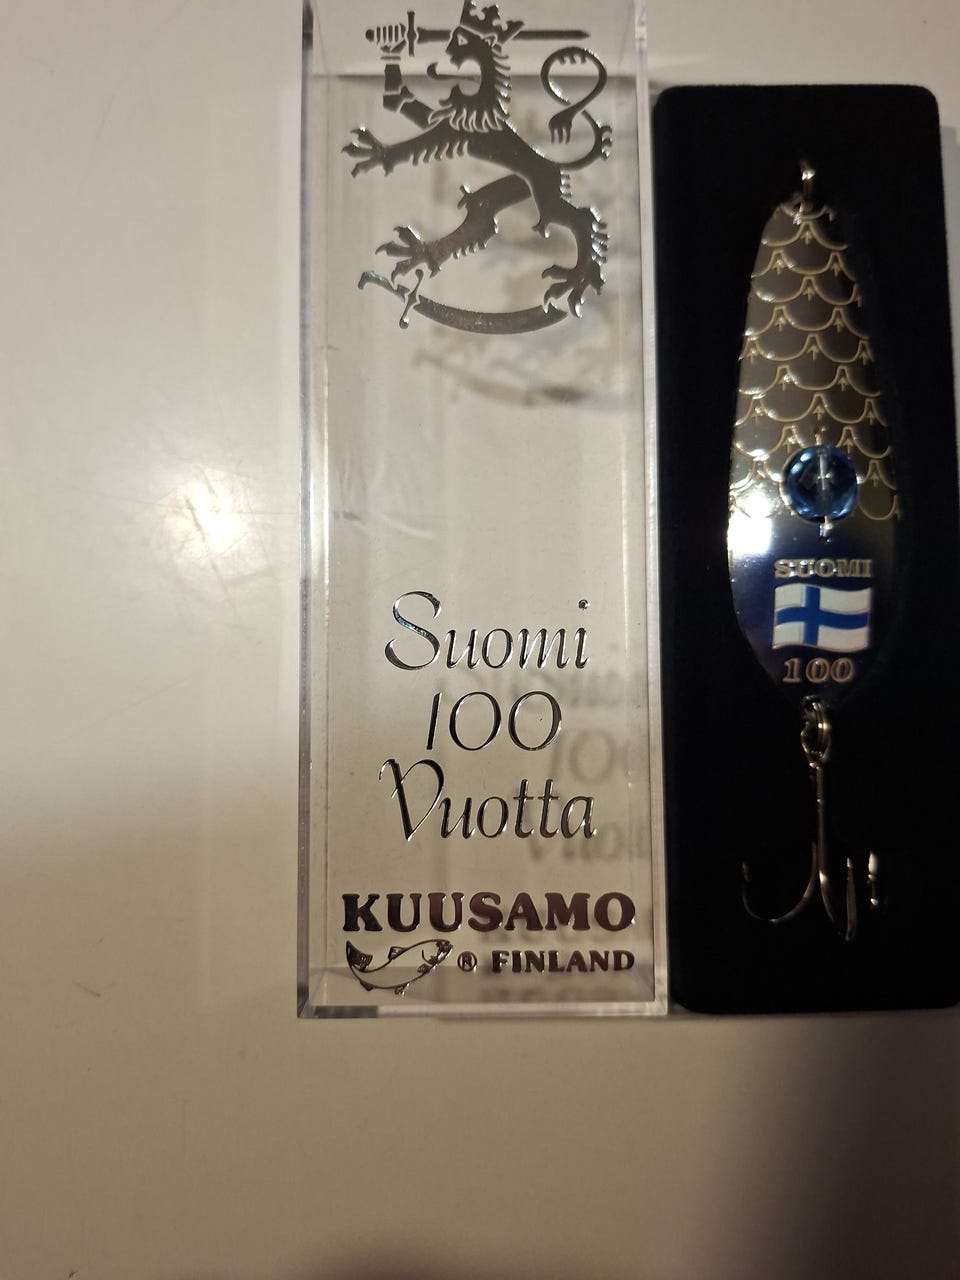 Suomi
100
Vuotta
KUUSAMO
® FINLAND
SUOMI
100